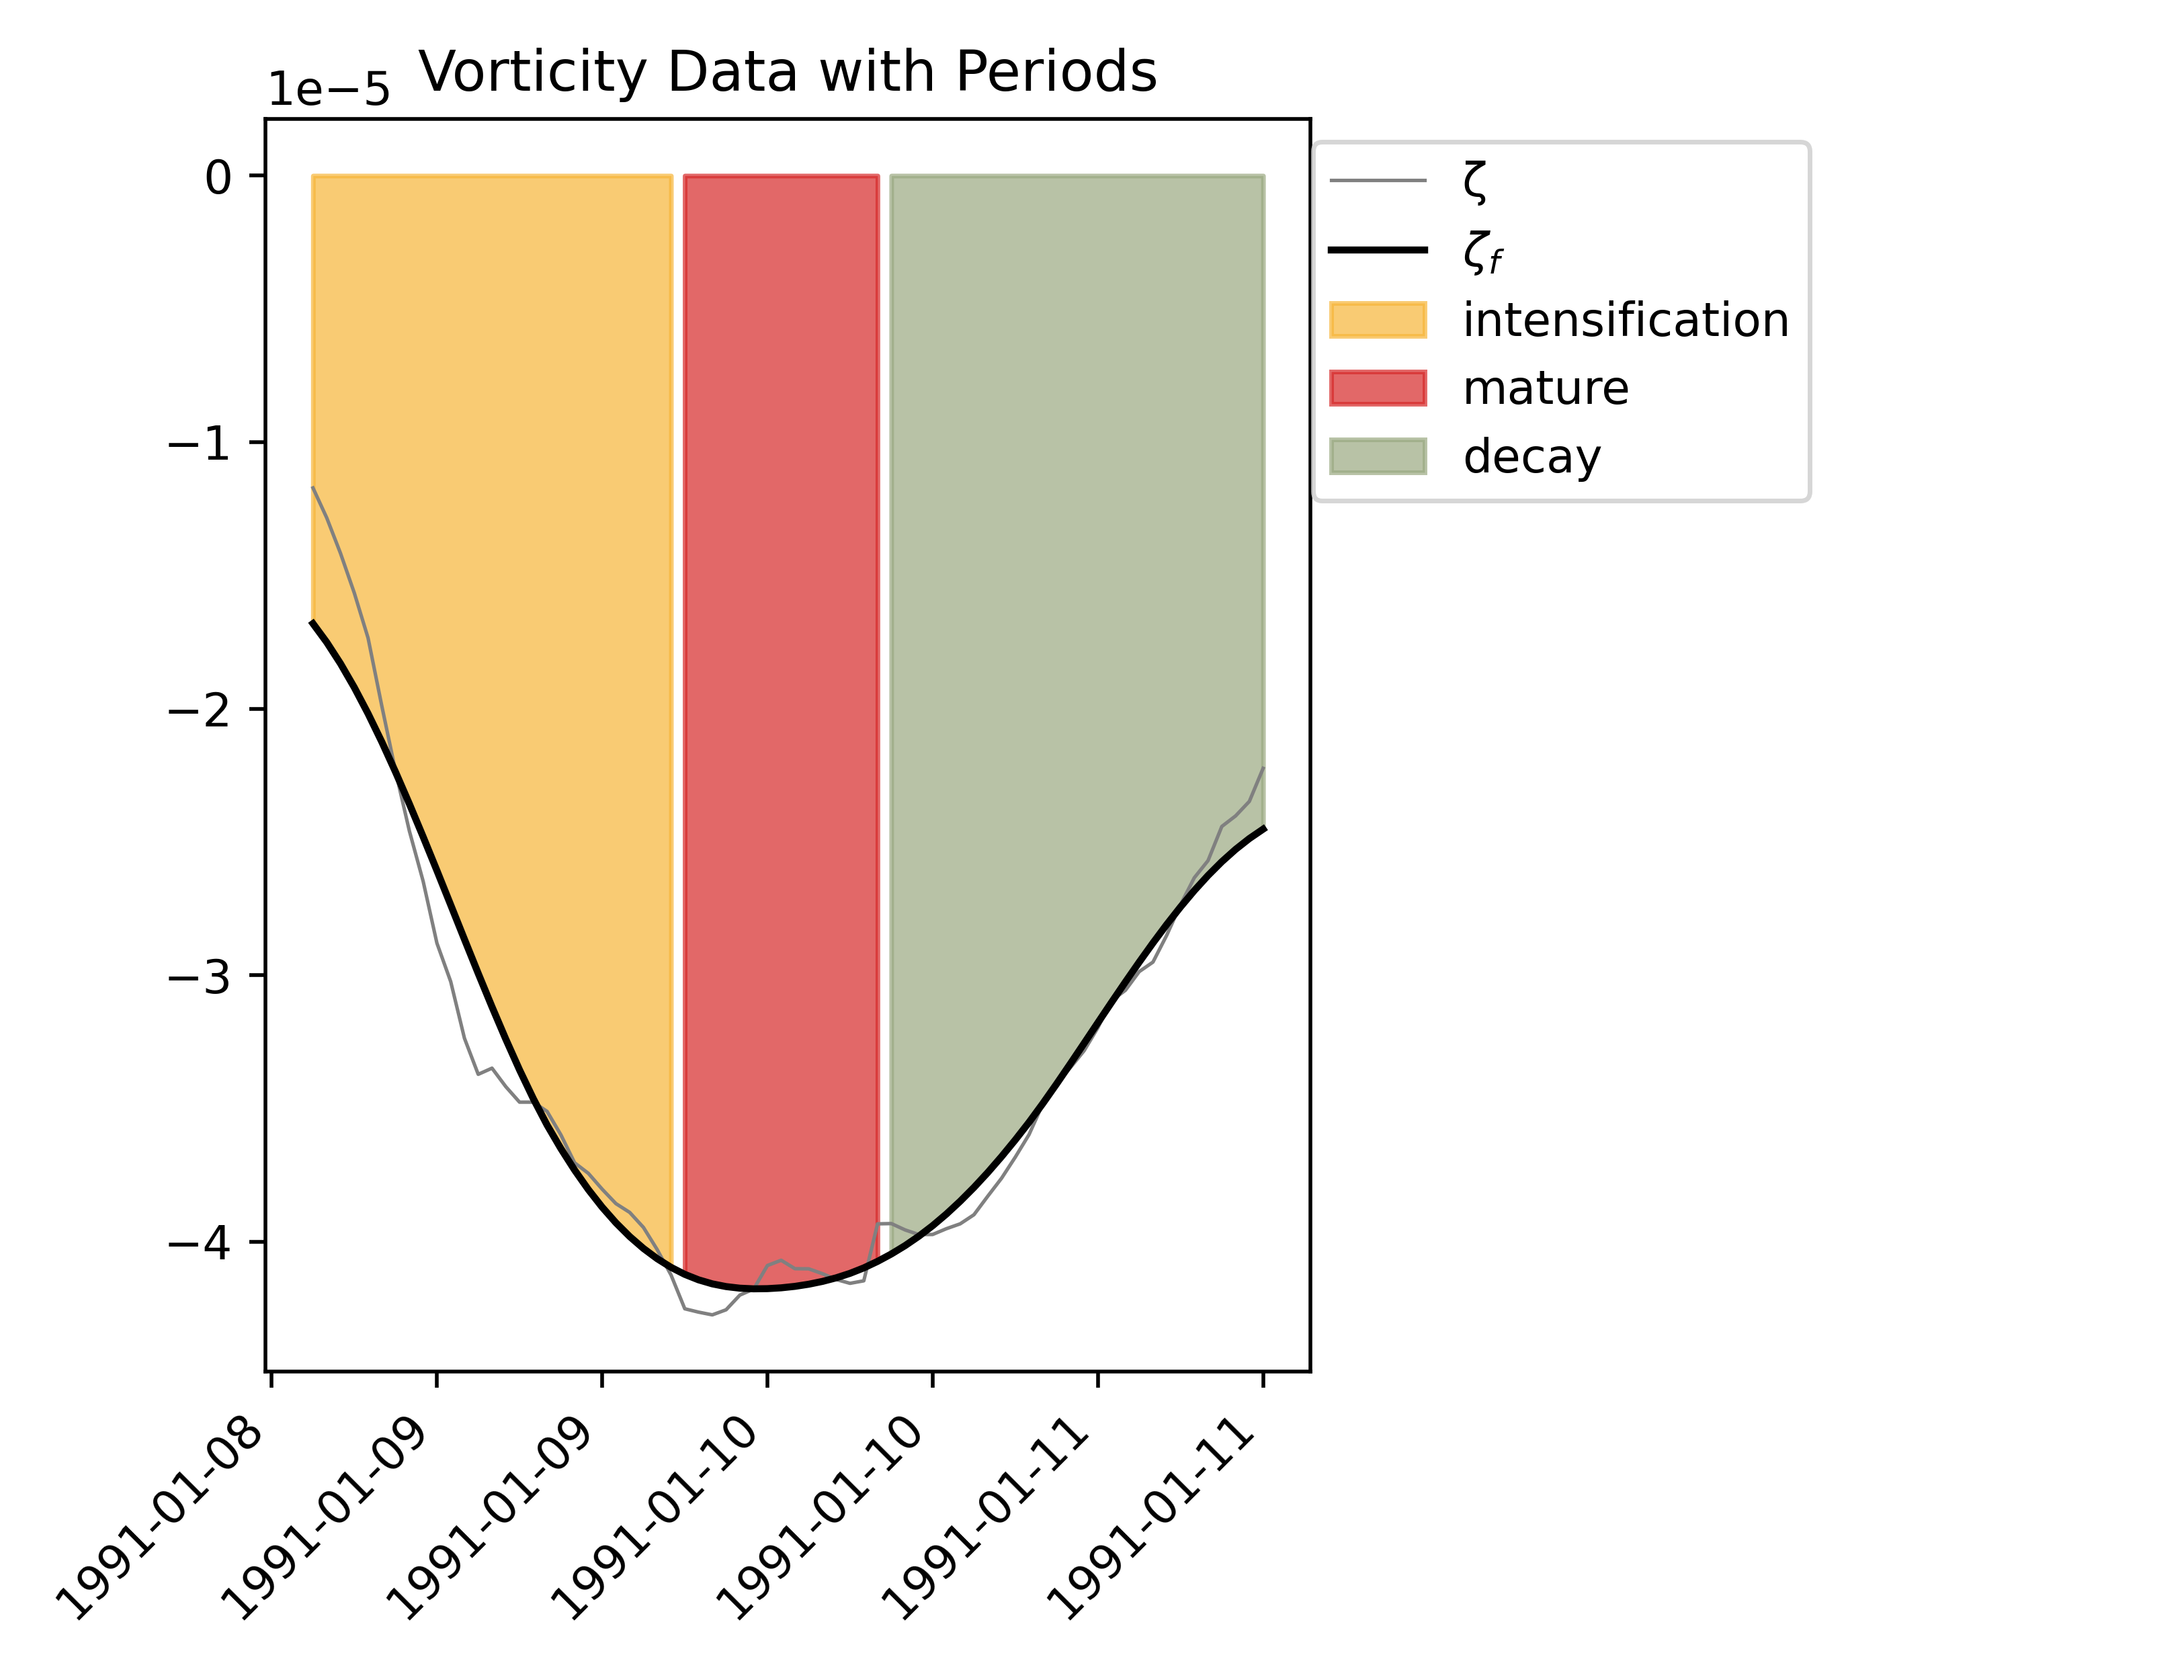 Vorticity Data with Periods
1e−5
0
−1
−2
−3
−4
1991-01-08
1991-01-09
1991-01-09
1991-01-10
1991-01-10
1991-01-11
1991-01-11
ζ
ζf
intensification
mature
decay